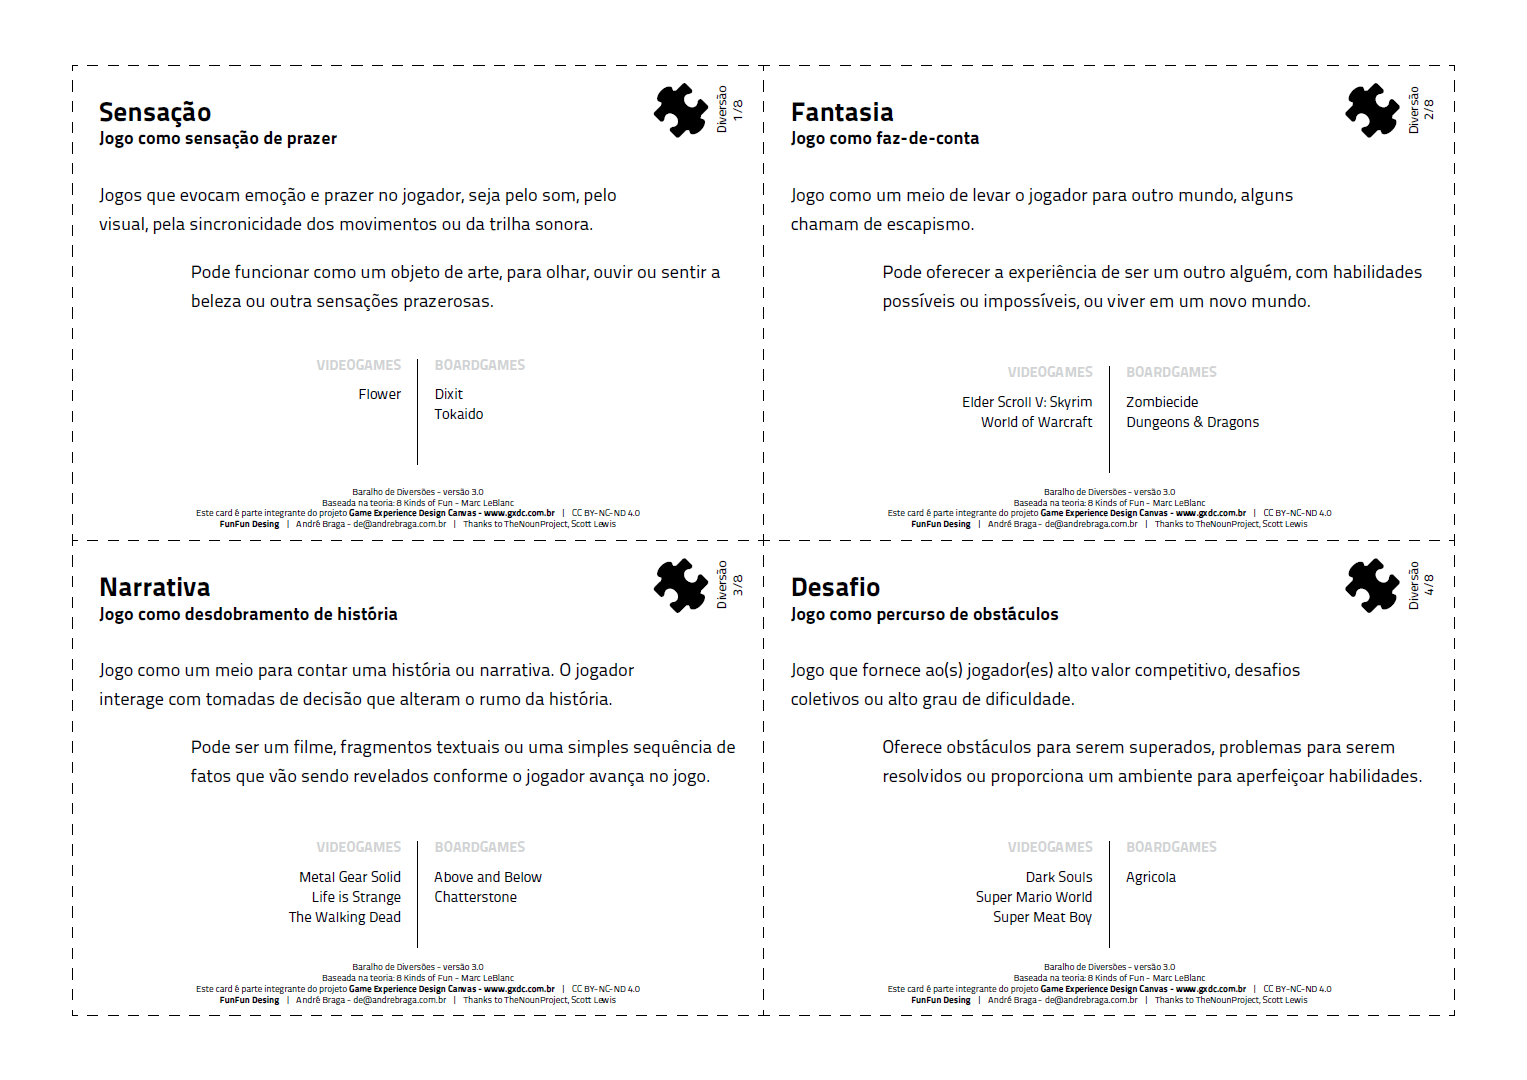 Sensação
Jogo como sensação de prazer
Diversão
1/8
Jogos que evocam emoção e prazer no jogador, seja pelo som, pelo
visual, pela sincronicidade dos movimentos ou da trilha sonora.
Pode funcionar como um objeto de arte, para olhar, ouvir ou sentir a
beleza ou outra sensações prazerosas.
VIDEOGAMES
Flower
BOARDGAMES
Dixit
Tokaido
Baralho de Diversões - versão 3.0
Baseada na teoria: 8 Kinds of Fun - Marc LeBlanc
Este card é parte integrante do projeto Game Experience Design Canvas - www.gxdc.com.br | CC BY-NC-ND 4.0
FunFun Desing | André Braga - de@andrebraga.com.br | Thanks to TheNounProject, Scott Lewis
Fantasia
Jogo como faz-de-conta
Diversão
2/8
Jogo como um meio de levar o jogador para outro mundo, alguns
chamam de escapismo.
Pode oferecer a experiência de ser um outro alguém, com habilidades
possíveis ou impossíveis, ou viver em um novo mundo.
VIDEOGAMES
Elder Scroll V: Skyrim
World of Warcraft
BOARDGAMES
Zombiecide
Dungeons & Dragons
Baralho de Diversões - versão 3.0
Baseada na teoria: 8 Kinds of Fun - Marc LeBlanc
Este card é parte integrante do projeto Game Experience Design Canvas - www.gxdc.com.br | CC BY-NC-ND 4.0
FunFun Desing | André Braga - de@andrebraga.com.br | Thanks to TheNounProject, Scott Lewis
Narrativa
Jogo como desdobramento de história
Diversão
3/8
Jogo como um meio para contar uma história ou narrativa. O jogador
interage com tomadas de decisão que alteram o rumo da história.
Pode ser um filme, fragmentos textuais ou uma simples sequência de
fatos que vão sendo revelados conforme o jogador avança no jogo.
VIDEOGAMES
Metal Gear Solid
Life is Strange
The Walking Dead
BOARDGAMES
Above and Below
Chatterstone
Baralho de Diversões - versão 3.0
Baseada na teoria: 8 Kinds of Fun - Marc LeBlanc
Este card é parte integrante do projeto Game Experience Design Canvas - www.gxdc.com.br | CC BY-NC-ND 4.0
FunFun Desing | André Braga - de@andrebraga.com.br | Thanks to TheNounProject, Scott Lewis
Desafio
Jogo como percurso de obstáculos
Diversão
4/8
Jogo que fornece ao(s) jogador(es) alto valor competitivo, desafios
coletivos ou alto grau de dificuldade.
Oferece obstáculos para serem superados, problemas para serem
resolvidos ou proporciona um ambiente para aperfeiçoar habilidades.
VIDEOGAMES
Dark Souls
Super Mario World
Super Meat Boy
BOARDGAMES
Agricola
Baralho de Diversões - versão 3.0
Baseada na teoria: 8 Kinds of Fun - Marc LeBlanc
Este card é parte integrante do projeto Game Experience Design Canvas - www.gxdc.com.br | CC BY-NC-ND 4.0
FunFun Desing | André Braga - de@andrebraga.com.br | Thanks to TheNounProject, Scott Lewis